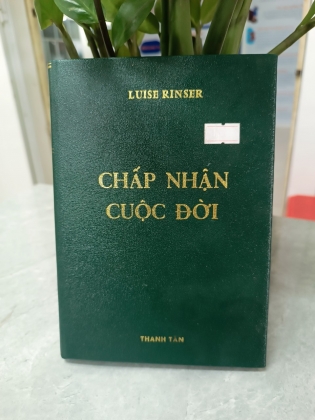 LUISE RINSER
CHẤP NHẬN
CUỘC ĐỜI
THANH TÂN